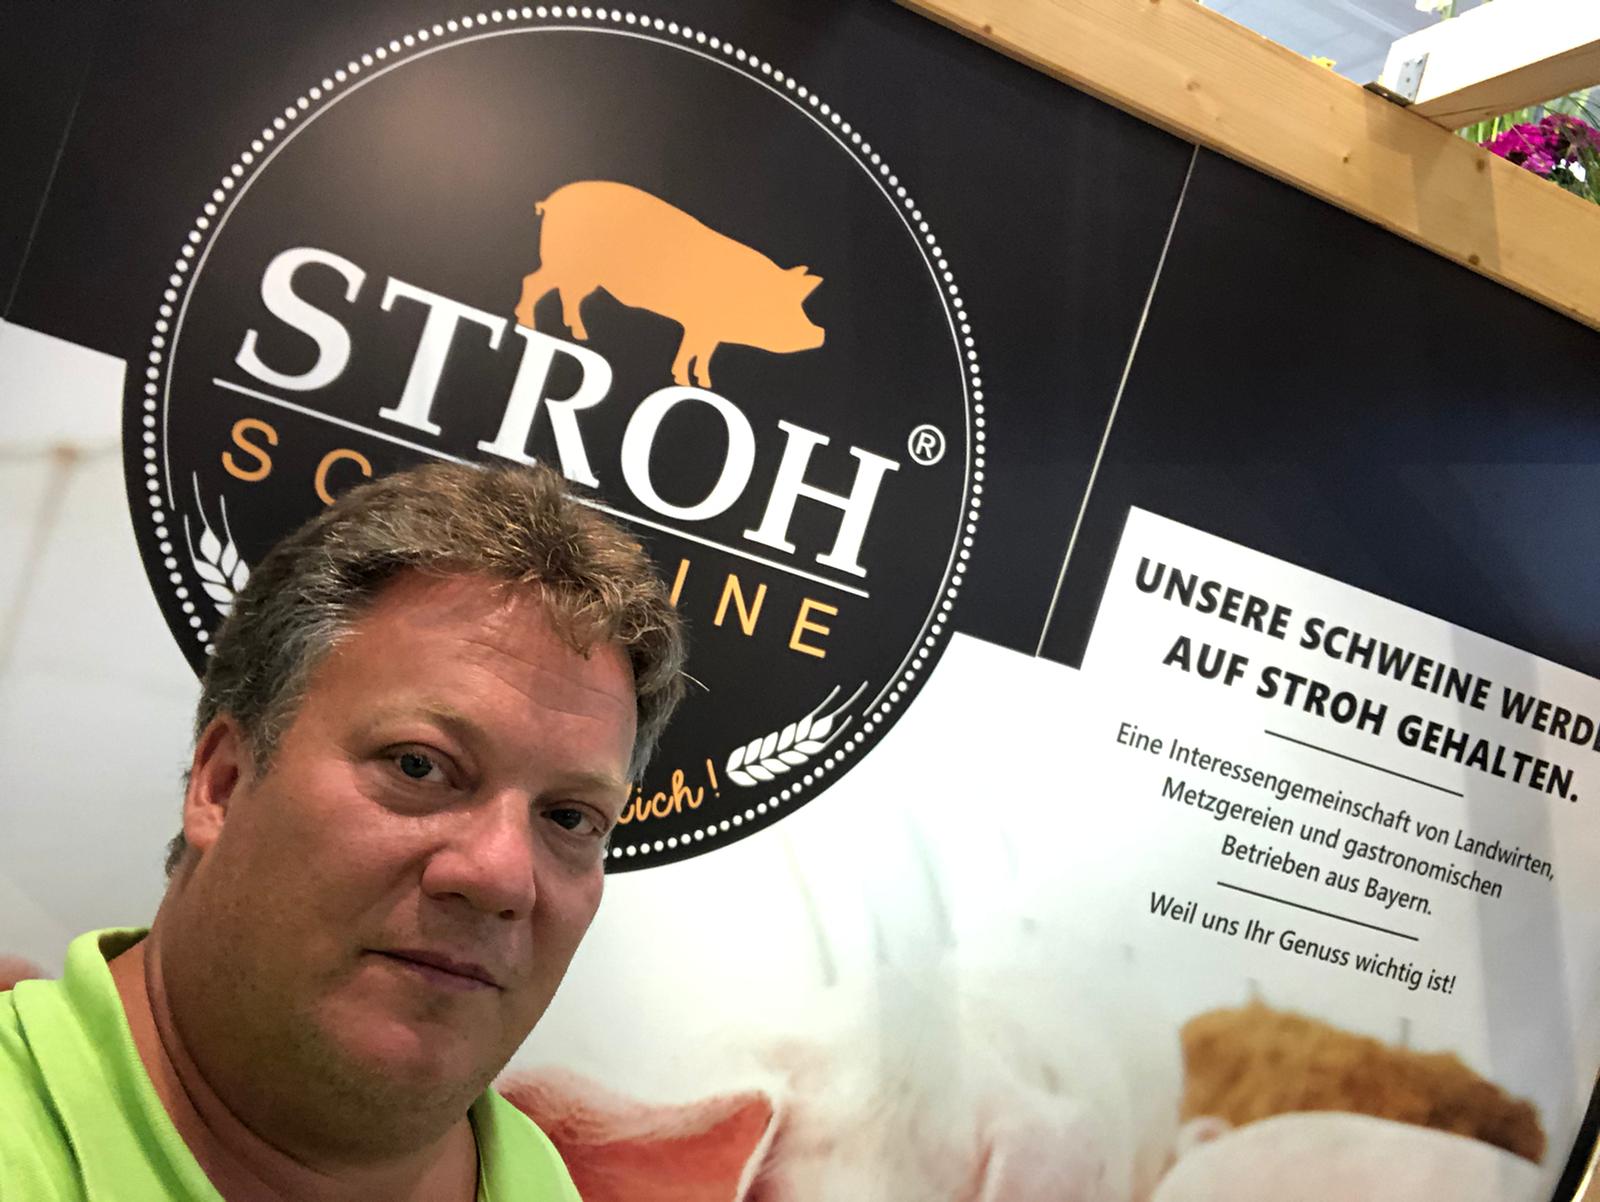 STROH®
UNSERE SCHWEINE
AUF STROH GEHALTEN.
Eine Interessengemeinschaft von Landwirten,
Metzgereien und gastronomischen
Betrieben aus Bayern.
Weil uns Ihr Genuss wichtig ist!